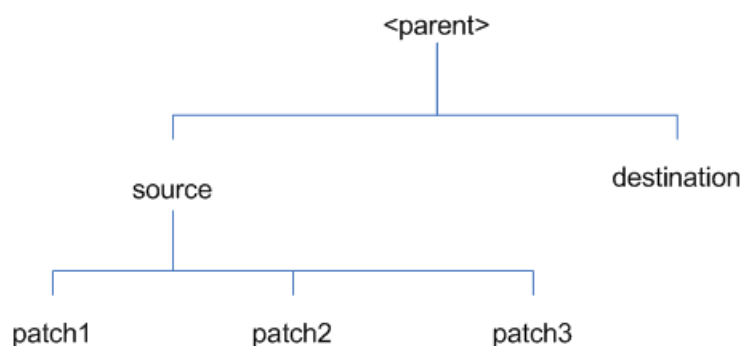 <parent>
destination
source
patch1 patch2 patch3